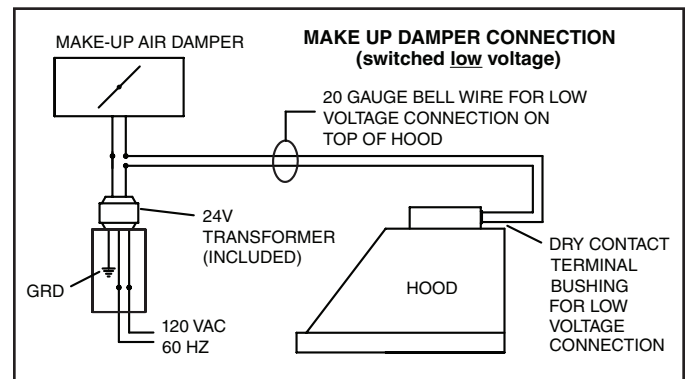 MAKE-UP AIR DAMPER
MAKE UP DAMPER CONNECTION
(switched low voltage)
20 GAUGE BELL WIRE FOR LOW
VOLTAGE CONNECTION ON
TOP OF HOOD
24V
TRANSFORMER
(INCLUDED)
GRD
120 VAC
60 HZ
HOOD
DRY CONTACT
TERMINAL
BUSHING
FOR LOW
VOLTAGE
CONNECTION